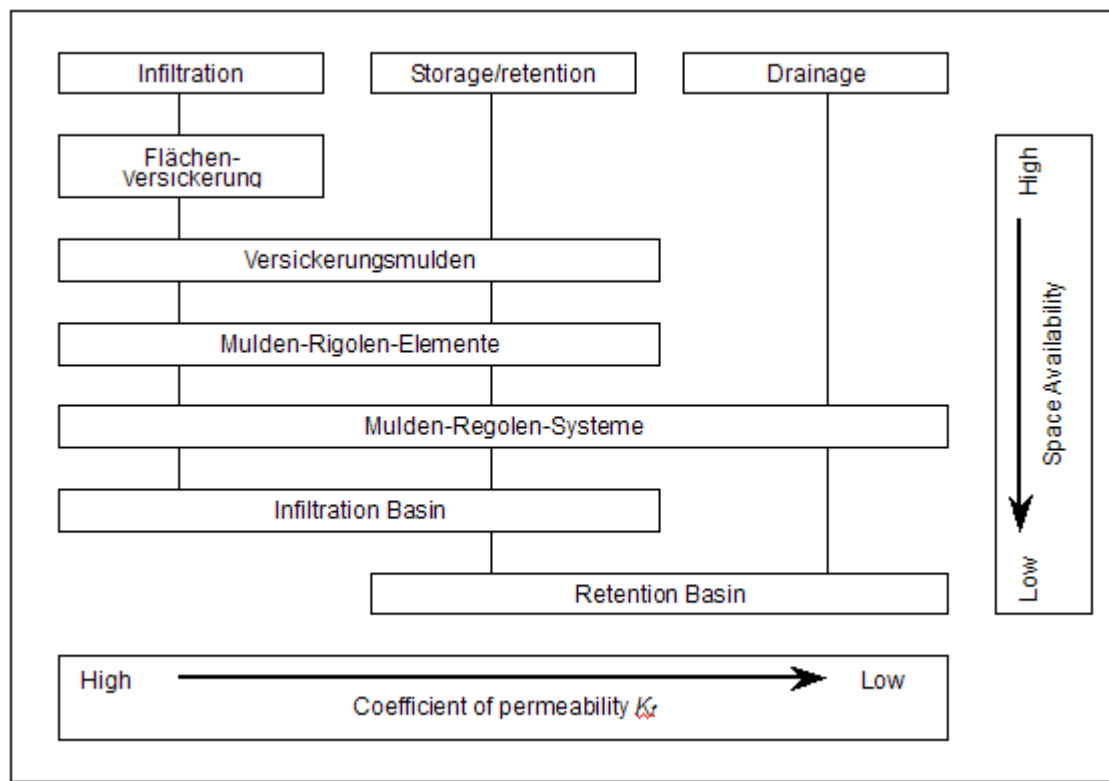 Infiltration
Storage/retention
Drainage
Flächen-
Versickerung
Versickerungsmulden
Mulden-Rigolen-Elemente
Mulden-Regolen-Systeme
Infiltration Basin
Retention Basin
High
Space Availability
Low
High
Low
Coefficient of permeability Kf